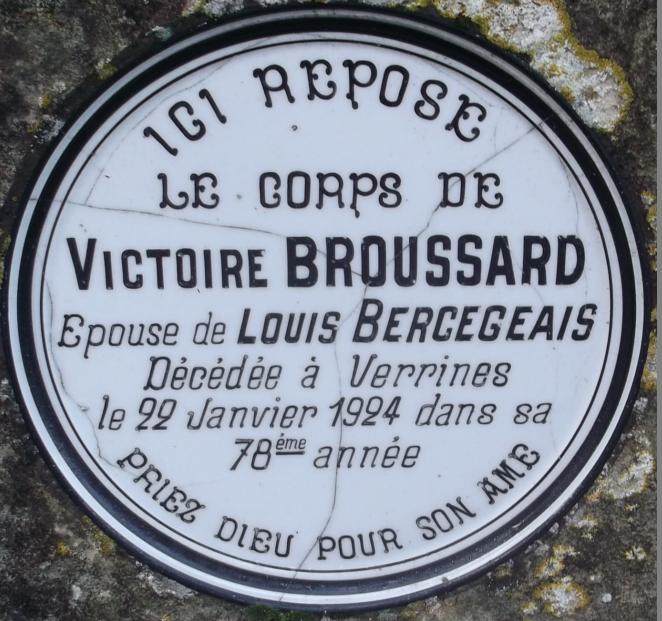 ICI REPOSE
LE CORPS DE
VICTOIRE BROUSSARD
Epouse de LOUIS BERCEGEAIS
Décédée à Verrines
le 22 Janvier 1924 dans sa
78ème année
PRIEZ DIEU POUR SON AME